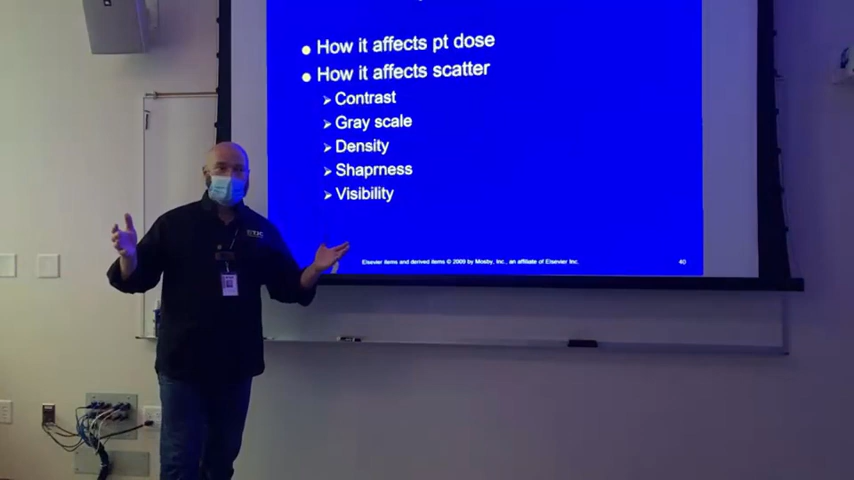 How it affects pt dose
How it affects scatter
Contrast
Gray scale
Density
Shaprness
Visibility
Elsevier items and derived items © 2009 by Mosby, Inc., an affiliate of Elsevier Inc.
40